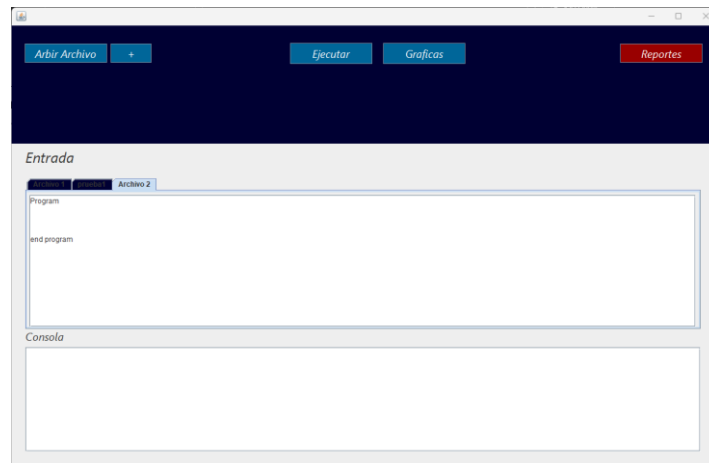 Arbir Archivo + Ejecutar Graficas Reportes
Entrada
Archivo 1 prueba1 Archivo 2
Program
end program
Consola